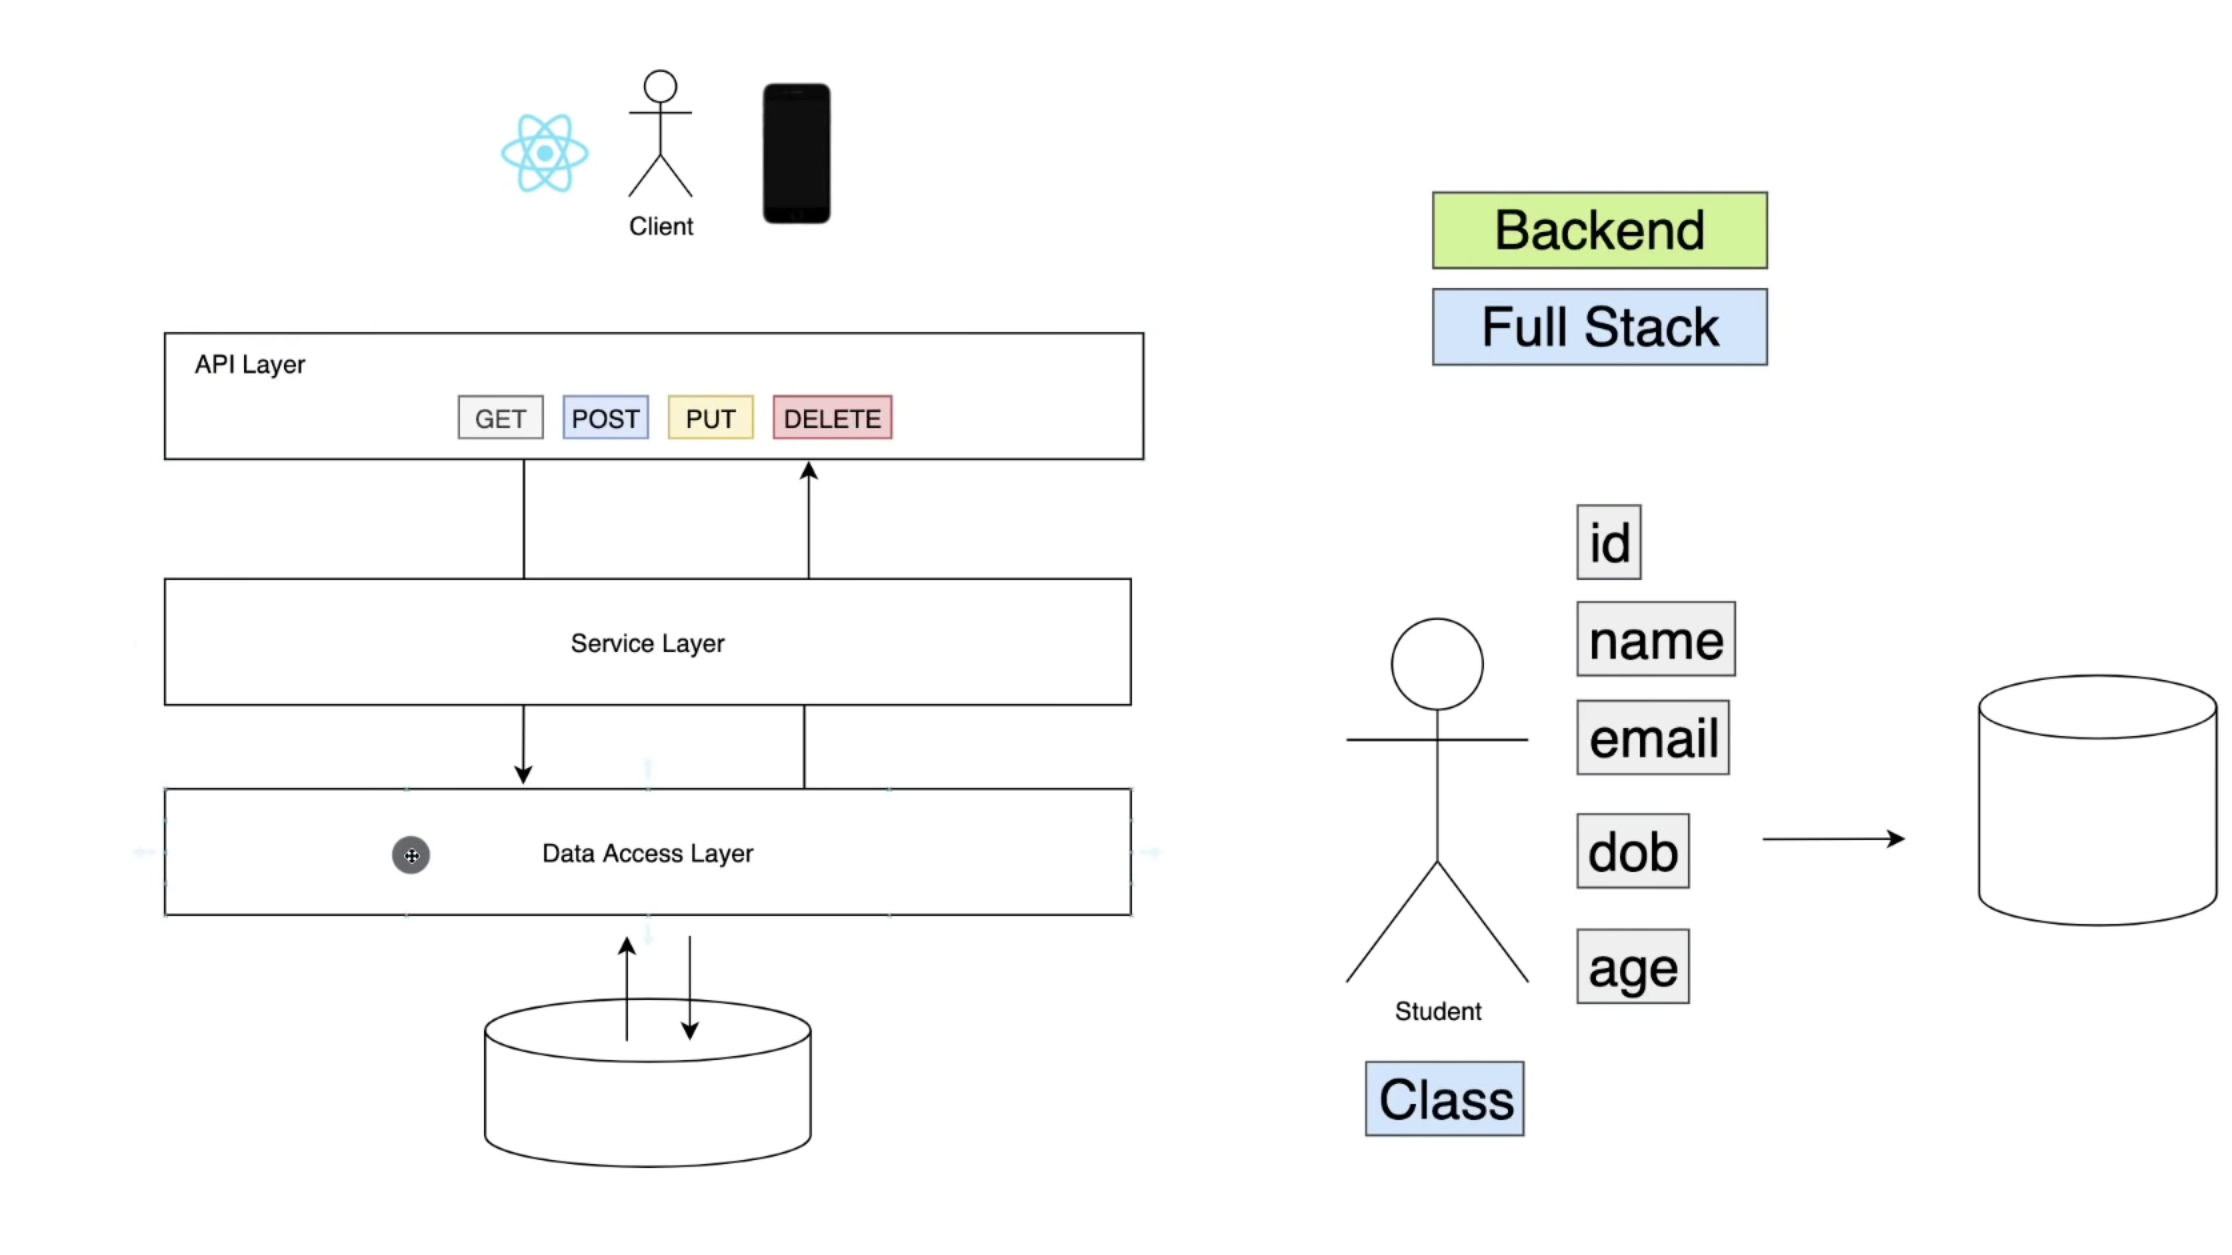 Client
API Layer
GET POST PUT DELETE
Service Layer
Data Access Layer
Backend
Full Stack
id
name
email
dob
age
Student
Class